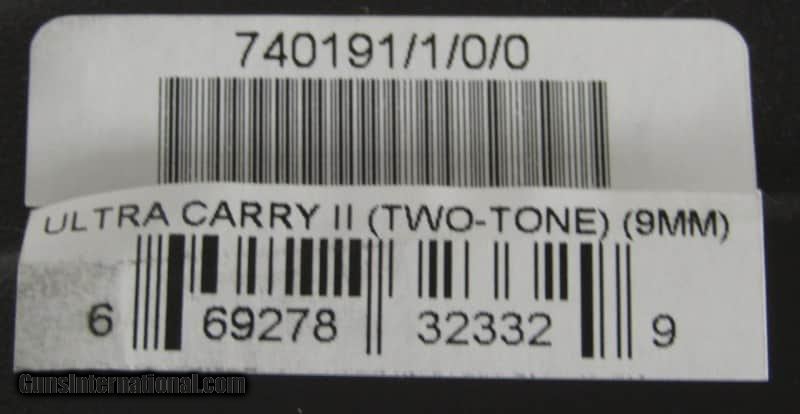 740191/1/0/0
ULTRA CARRY II (TWO-TONE) (9MM)
6 69278 32332 9
GunsInternational.com